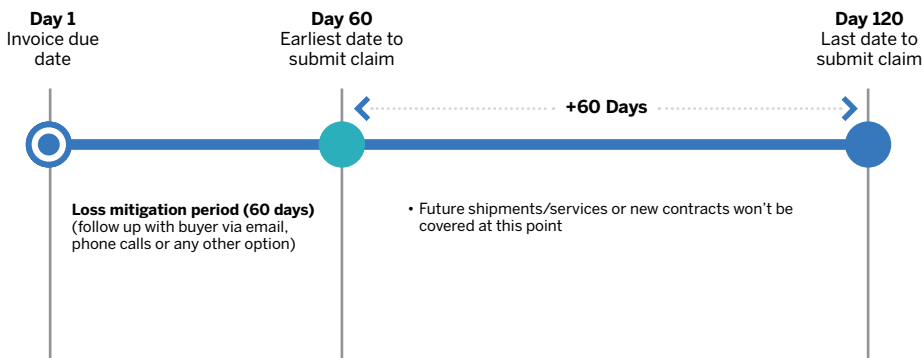 Day 1
Invoice due
date
Day 60
Earliest date to
submit claim
Day 120
Last date to
submit claim
+60 Days
Loss mitigation period (60 days)
(follow up with buyer via email,
phone calls or any other option)
• Future shipments/services or new contracts won't be
covered at this point